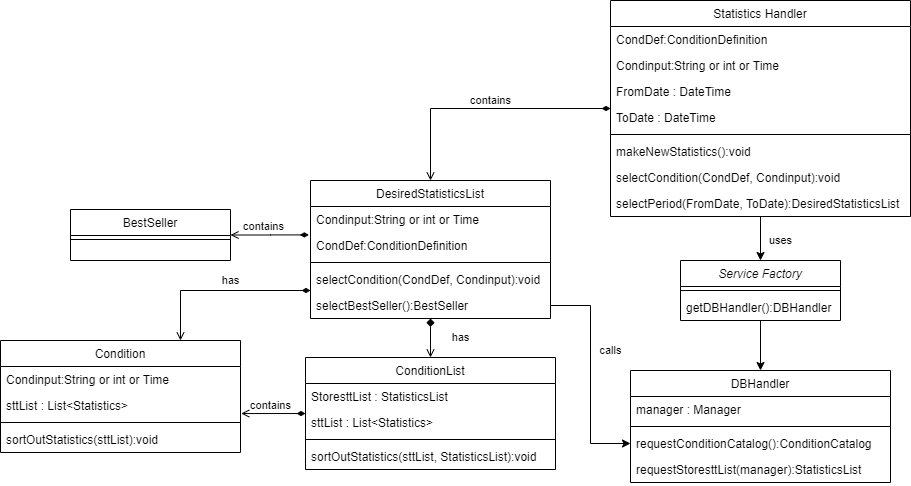 Statistics Handler
CondDef:ConditionDefinition
Condinput:String or int or Time
FromDate : DateTime
ToDate : DateTime
makeNewStatistics():void
selectCondition(CondDef, Condinput):void
selectPeriod(FromDate, ToDate):DesiredStatisticsList
contains
DesiredStatisticsList
Condinput:String or int or Time
CondDef:ConditionDefinition
selectCondition(CondDef, Condinput):void
selectBestSeller():BestSeller
BestSeller
contains
uses
Service Factory
getDBHandler():DBHandler
has
has
calls
Condition
Condinput:String or int or Time
sttList : List<Statistics>
sortOutStatistics(sttList):void
contains
ConditionList
StoresttList : StatisticsList
sttList : List<Statistics>
sortOutStatistics(sttList, StatisticsList):void
DBHandler
manager : Manager
requestConditionCatalog():ConditionCatalog
requestStoresttList(manager):StatisticsList